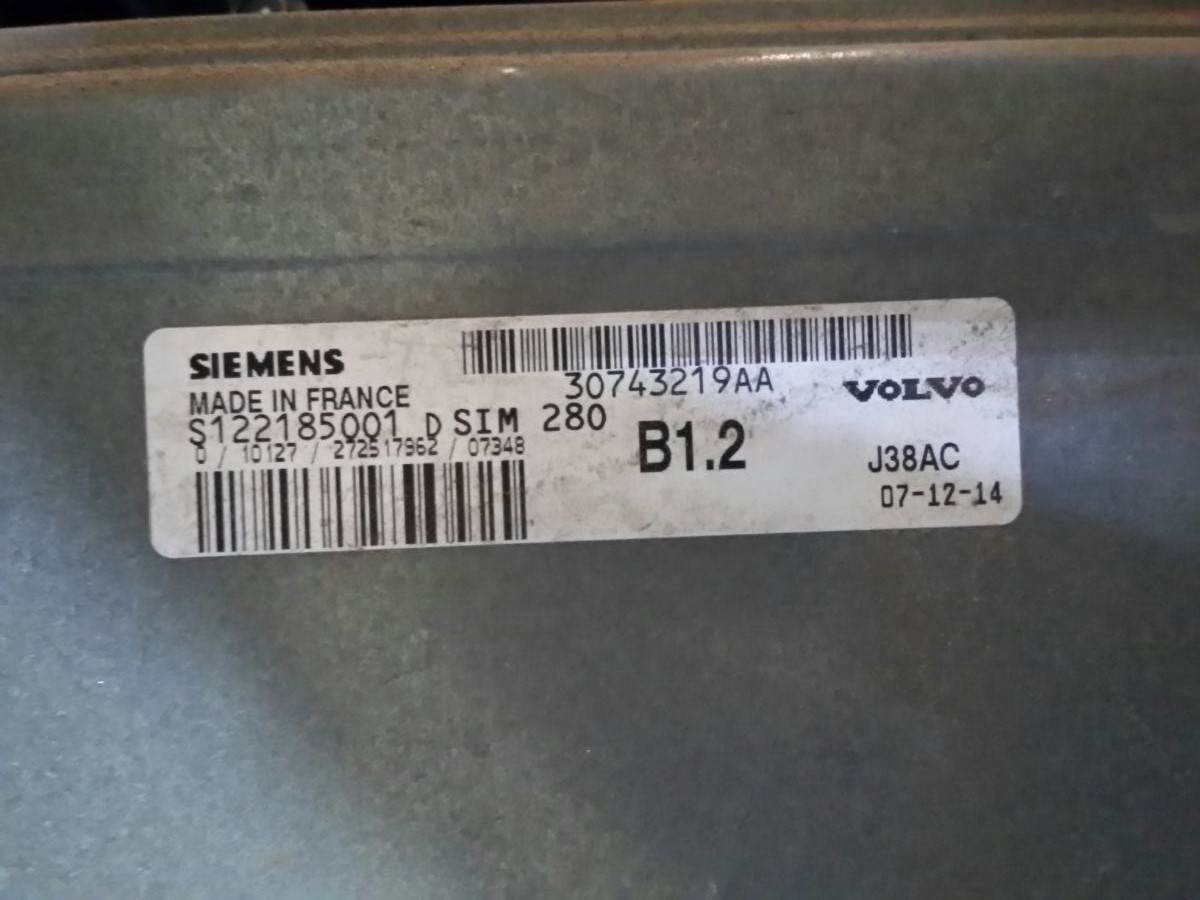 SIEMENS
MADE IN FRANCE
S122185001 D SIM 280
0 / 10127 / 272517962 / 07348
30743219AA
VOLVO
B1.2
J38AC
07-12-14